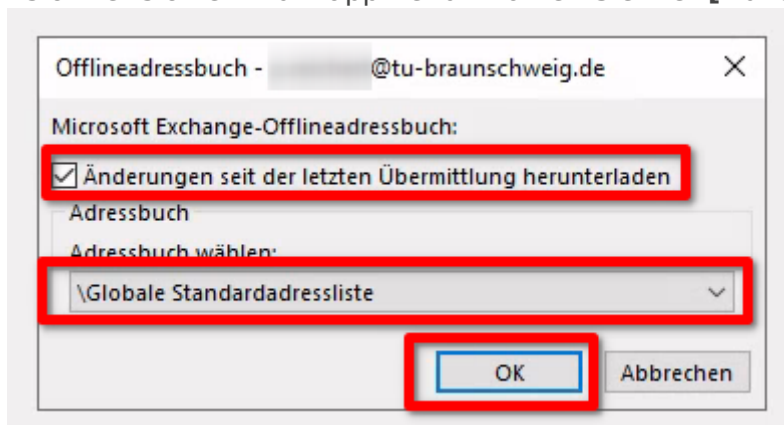 Offlineadressbuch - @tu-braunschweig.de
Microsoft Exchange-Offlineadressbuch:
Änderungen seit der letzten Übermittlung herunterladen
Adressbuch
Adressbuch wählen:
\Globale Standardadressliste
OK Abbrechen